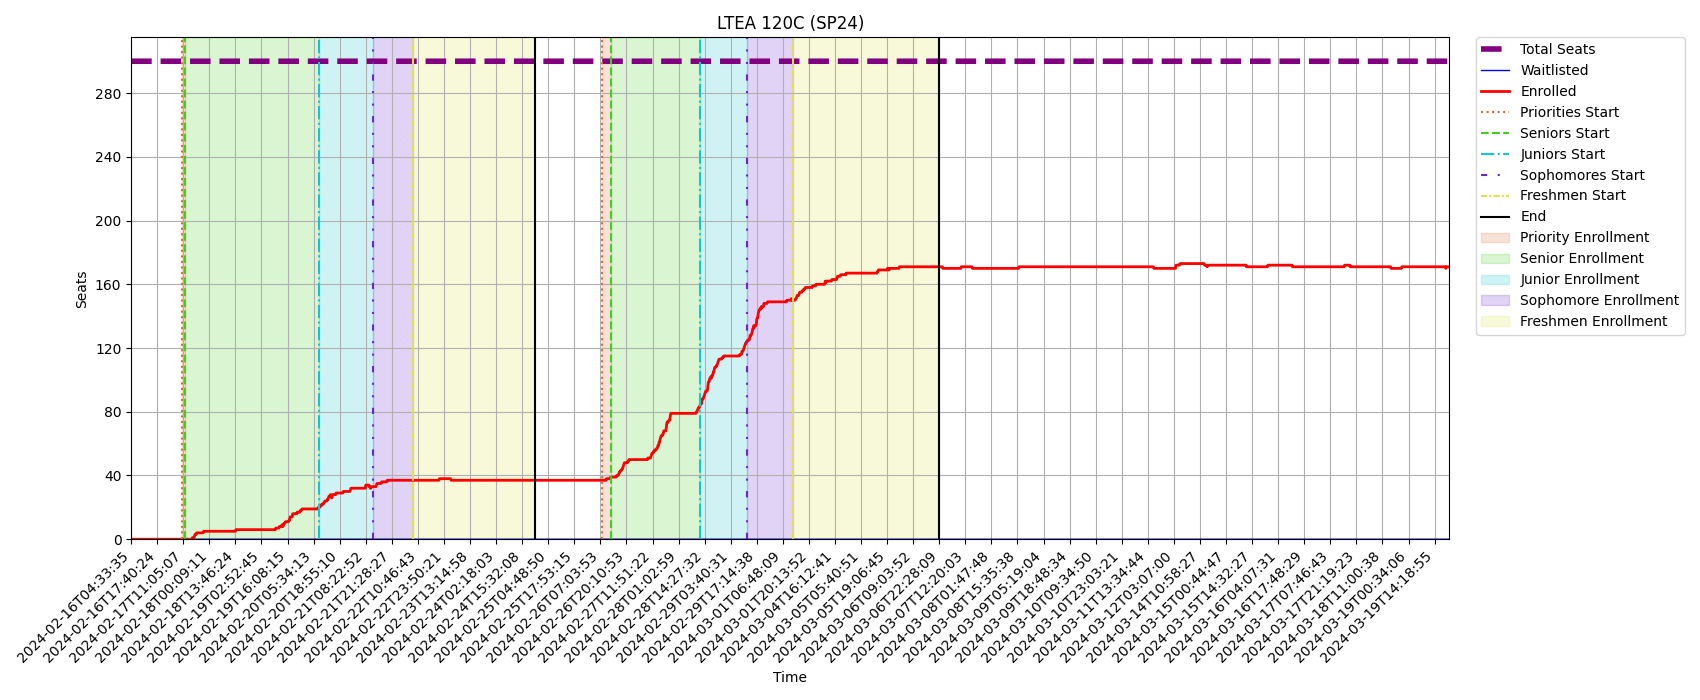 LTEA 120C (SP24)
Total Seats
Waitlisted
Enrolled
Priorities Start
Seniors Start
Juniors Start
Sophomores Start
Freshmen Start
End
Priority Enrollment
Senior Enrollment
Junior Enrollment
Sophomore Enrollment
Freshmen Enrollment
Seats
280
240
200
160
120
80
40
0
2024-02-16T04:33:35
2024-02-16T17:40:24
2024-02-17T11:05:07
2024-02-18T00:09:11
2024-02-18T13:46:24
2024-02-19T02:52:45
2024-02-19T16:08:15
2024-02-20T05:34:13
2024-02-20T18:55:10
2024-02-21T08:22:52
2024-02-21T21:28:27
2024-02-22T10:46:43
2024-02-22T23:50:21
2024-02-23T13:14:58
2024-02-24T02:18:03
2024-02-24T15:32:08
2024-02-25T04:48:50
2024-02-25T17:53:15
2024-02-26T07:03:53
2024-02-26T20:10:53
2024-02-27T11:51:22
2024-02-28T01:02:59
2024-02-28T14:27:32
2024-02-29T03:40:31
2024-02-29T17:14:38
2024-03-01T06:48:09
2024-03-01T20:13:52
2024-03-04T16:12:41
2024-03-05T05:40:51
2024-03-05T19:06:45
2024-03-06T09:03:52
2024-03-06T22:28:09
2024-03-07T12:20:03
2024-03-08T01:47:48
2024-03-08T15:35:38
2024-03-09T05:19:04
2024-03-09T18:48:34
2024-03-10T09:34:50
2024-03-10T23:03:21
2024-03-11T13:34:44
2024-03-12T03:07:00
2024-03-14T10:58:27
2024-03-15T00:44:47
2024-03-15T14:32:27
2024-03-16T04:07:31
2024-03-16T17:48:29
2024-03-17T07:46:43
2024-03-17T21:19:23
2024-03-18T11:00:38
2024-03-19T00:34:06
2024-03-19T14:18:55
Time